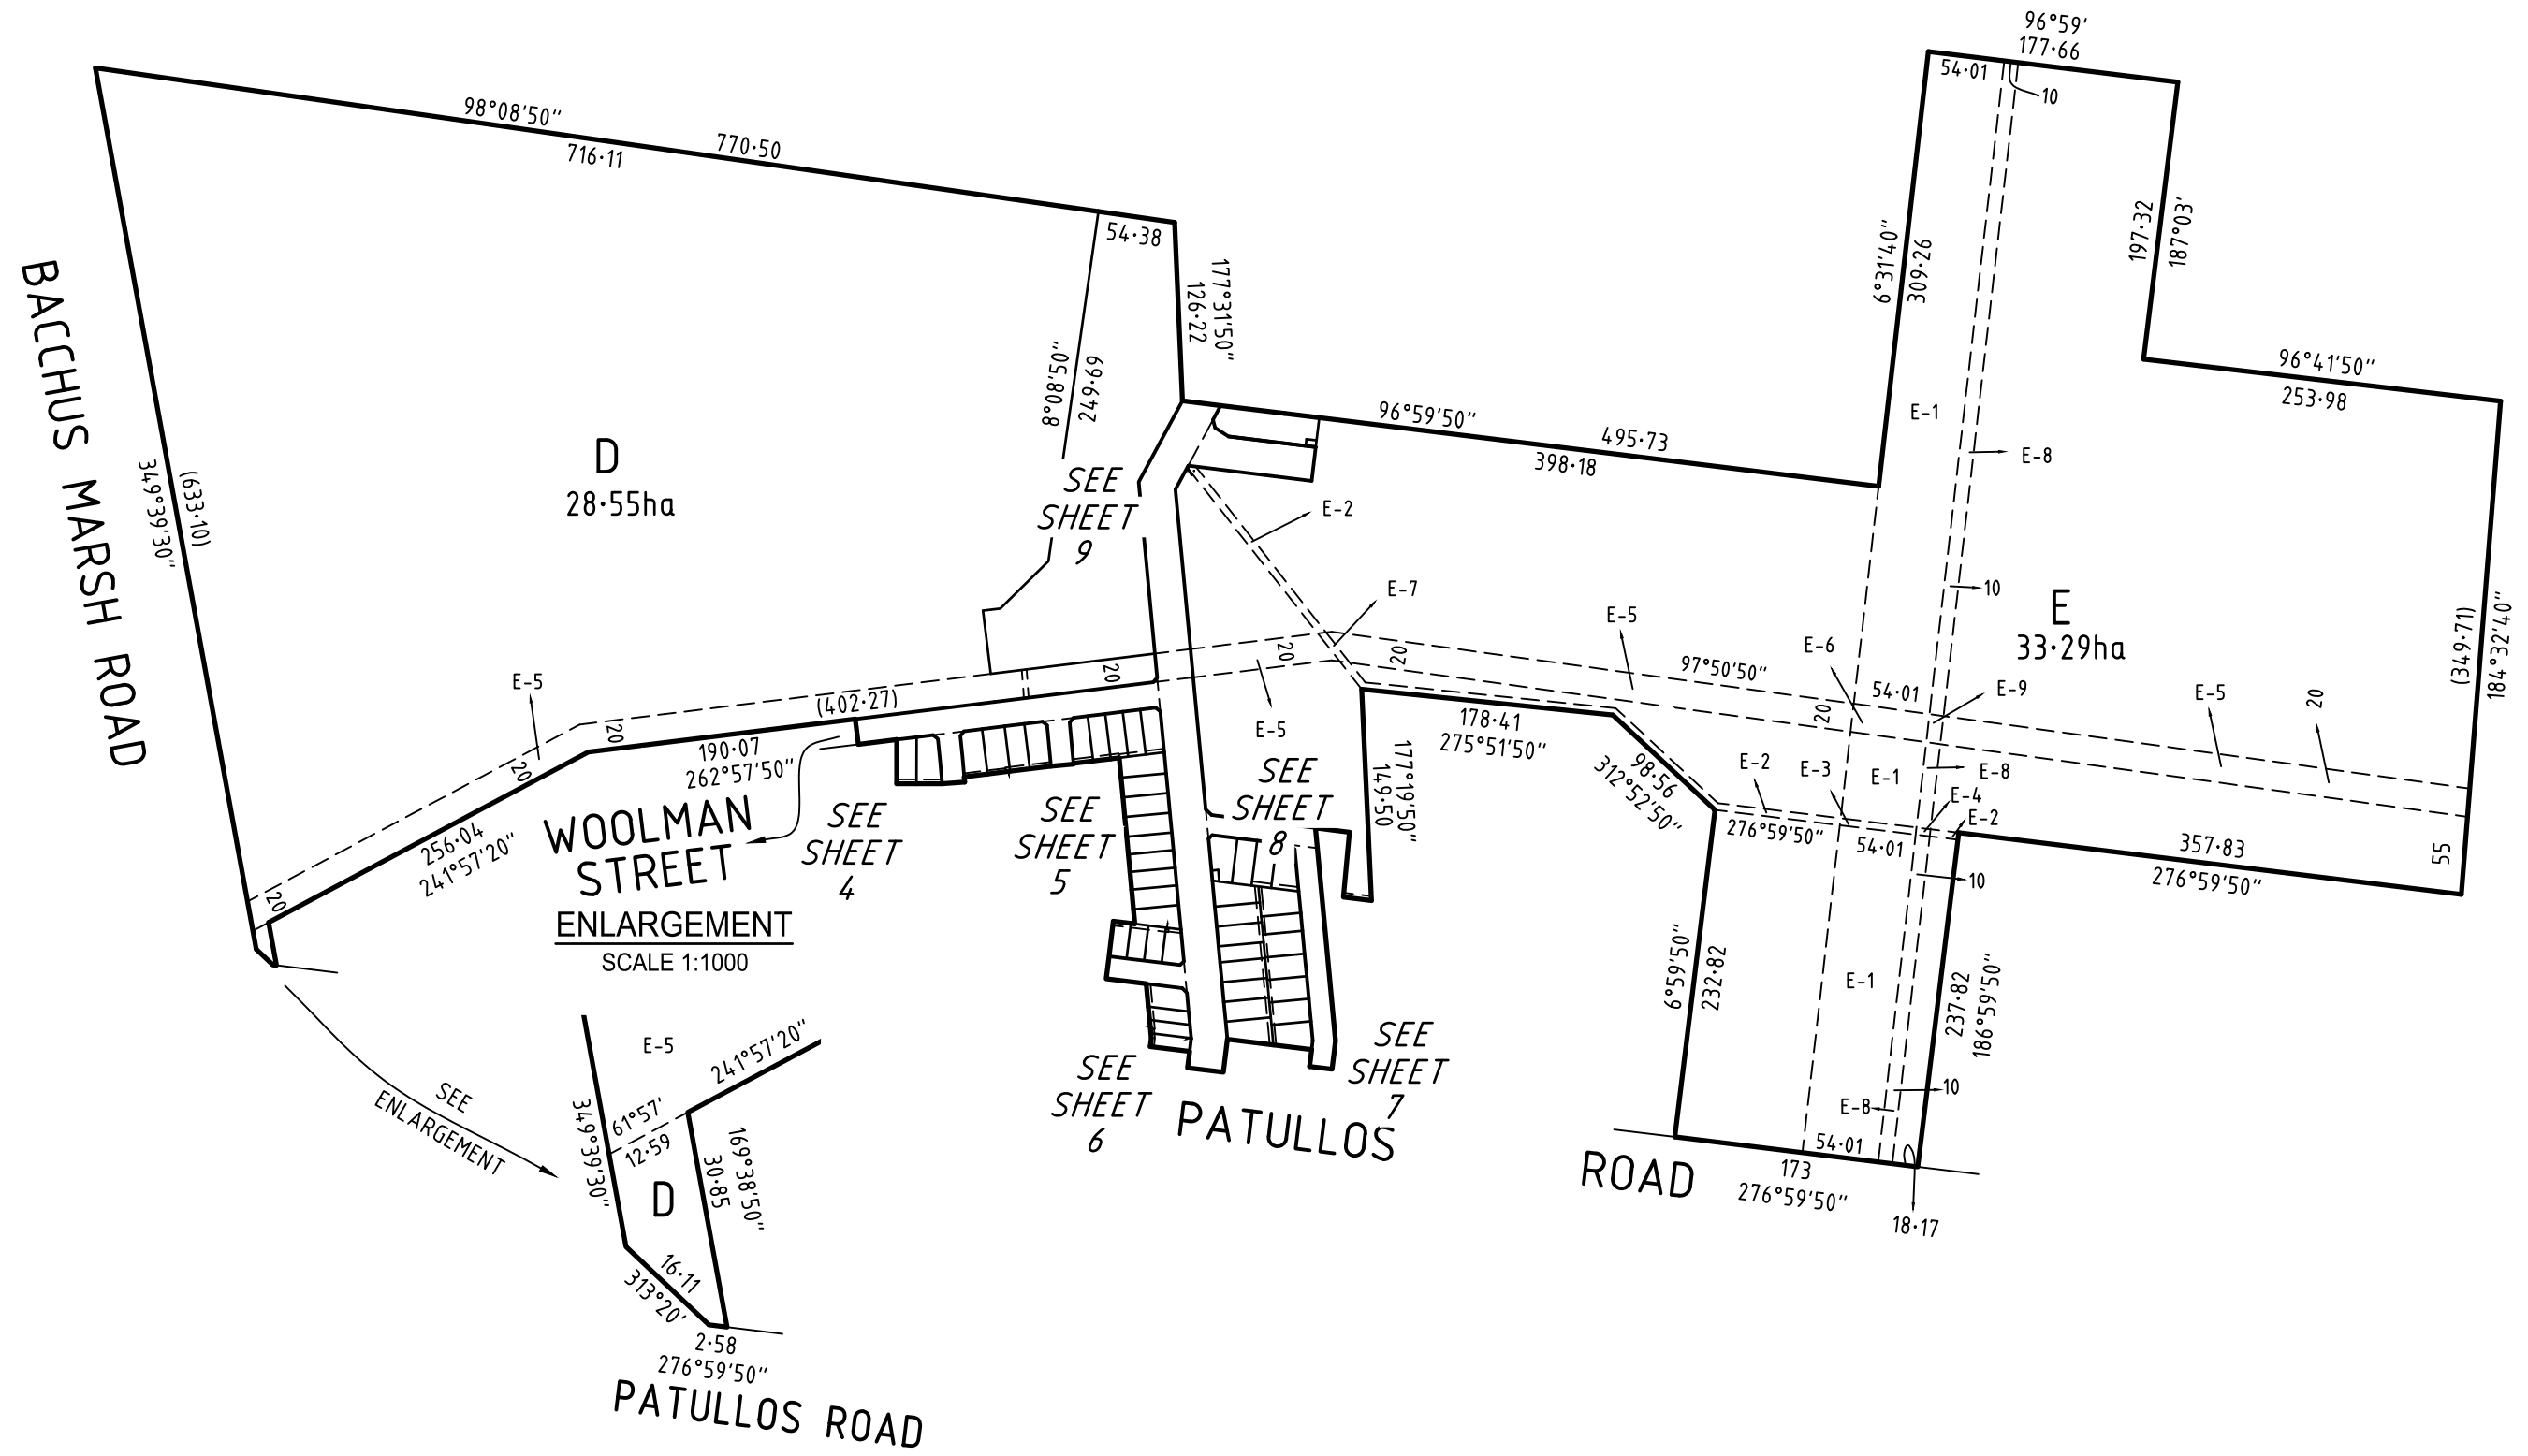 96°59'
177·66
54·01
10
98°08'50"
770·50
716·11
54·38
177°31'50"
126·22
6°31'40"
309·26
197·32
187°03'
BACCHUS MARSH ROAD
(633·10)
349°39'30"
D
28·55ha
8°08'50"
249·69
SEE
SHEET
9
96°59'50"
495·73
398·18
E-1
E-8
96°41'50"
253·98
E-2
E-7
E-5
E-6
10
E
33·29ha
(349·71)
184°32'40"
E-5
20
20
(402·27)
20
20
20
E-5
20
97°50'50"
54·01
20
E-9
E-5
20
190·07
262°57'50"
256·04
241°57'20"
20
178·41
275°51'50"
177°19'50"
149·50
98·56
312°52'50"
E-2
E-3
E-1
E-8
E-4
E-2
276°59'50"
54·01
10
357·83
276°59'50"
55
WOOLMAN
STREET
SEE
SHEET
4
SEE
SHEET
5
SEE
SHEET
8
ENLARGEMENT
SCALE 1:1000
6°59'50"
232·82
E-1
237·82
186°59'50"
10
E-8
54·01
173
276°59'50"
18·17
SEE
SHEET
6
SEE
SHEET
7
PATULLOS
ROAD
SEE
ENLARGEMENT
E-5
241°57'20"
349°39'30"
61°57'
12·59
D
169°38'50"
30·85
16·11
313°20'
2·58
276°59'50"
PATULLOS ROAD